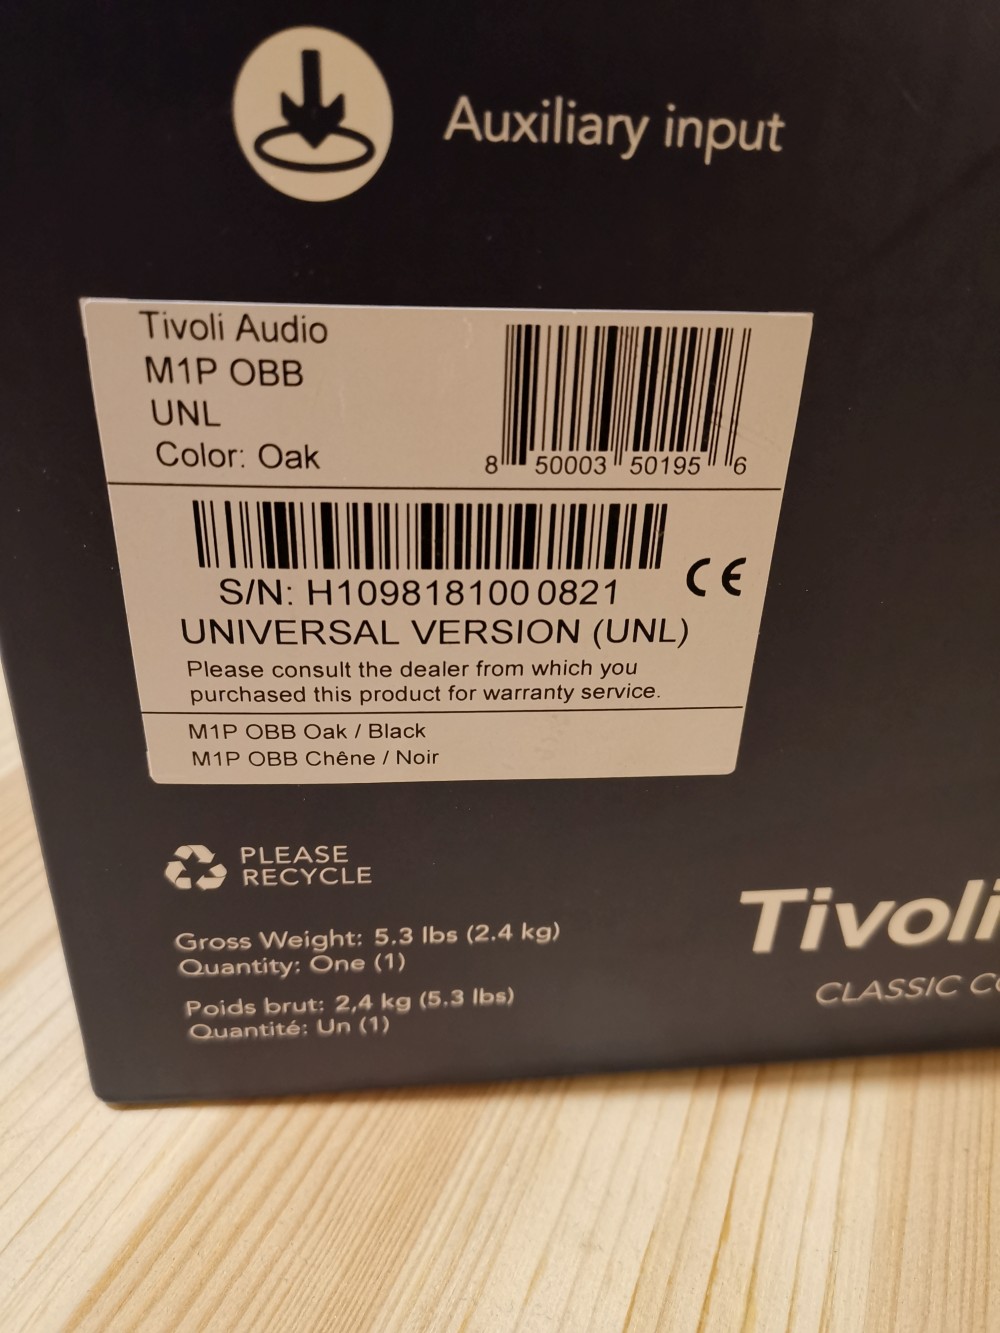 Auxiliary input
Tivoli Audio
M1P OBB
UNL
Color: Oak
8 50003 50195 6
S/N: H1098181000821
UNIVERSAL VERSION (UNL)
CE
Please consult the dealer from which you
purchased this product for warranty service.
M1P OBB Oak / Black
M1P OBB Chêne / Noir
PLEASE
RECYCLE
Gross Weight: 5.3 lbs (2.4 kg)
Quantity: One (1)
Poids brut: 2,4 kg (5.3 lbs)
Quantité: Un (1)
Tivoli
CLASSIC